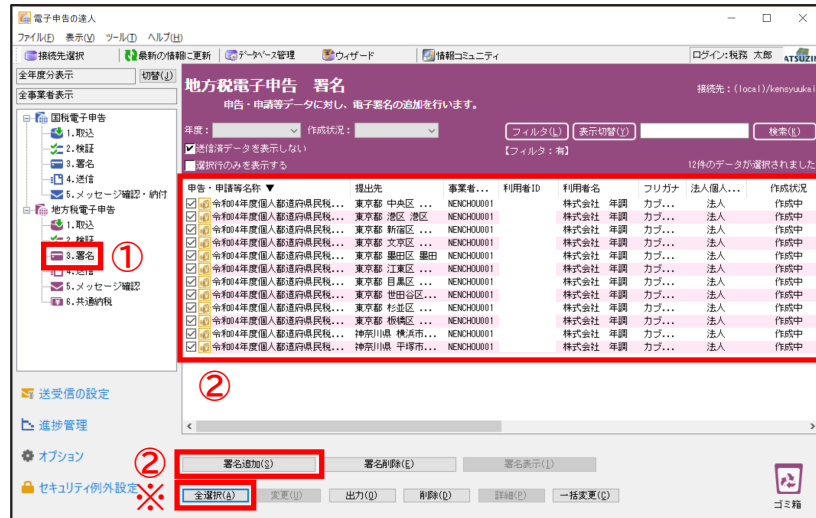 電子申告の達人
ファイル(F) 表示(V) ツール(T) ヘルプ(H)
接続先選択 最新の情報に更新 データベース管理 ウィザード 情報コミュニティ ログイン:税務 太郎 ATSUZIN
全年度分表示 切替(J)
全事業者表示
国税電子申告
1.取込
2.検証
3.署名
4.送信
5.メッセージ確認・納付
地方税電子申告
1.取込
2.検証
3.署名 ①
4.送信
5.メッセージ確認
6.共通納税
地方税電子申告 署名 接続先:(local)/kensyuukai
申告・申請等データに対し、電子署名の追加を行います。
年度: 作成状況: フィルタ(L) 表示切替(Y) 検索(K)
送信済データを表示しない 【フィルタ:有】
選択行のみを表示する 12件のデータが選択されました
申告・申請等名称 ▼ 提出先 事業者... 利用者ID 利用者名 フリガナ 法人個人... 作成状況
令和04年度個人都道府県民税... 東京都 中央区 ... NENCHOU001 株式会社 年調 カブ... 法人 作成中
令和04年度個人都道府県民税... 東京都 港区 港区 NENCHOU001 株式会社 年調 カブ... 法人 作成中
令和04年度個人都道府県民税... 東京都 新宿区 ... NENCHOU001 株式会社 年調 カブ... 法人 作成中
令和04年度個人都道府県民税... 東京都 文京区 ... NENCHOU001 株式会社 年調 カブ... 法人 作成中
令和04年度個人都道府県民税... 東京都 墨田区 墨田 NENCHOU001 株式会社 年調 カブ... 法人 作成中
令和04年度個人都道府県民税... 東京都 江東区 ... NENCHOU001 株式会社 年調 カブ... 法人 作成中
令和04年度個人都道府県民税... 東京都 目黒区 ... NENCHOU001 株式会社 年調 カブ... 法人 作成中
令和04年度個人都道府県民税... 東京都 世田谷区... NENCHOU001 株式会社 年調 カブ... 法人 作成中
令和04年度個人都道府県民税... 東京都 杉並区 ... NENCHOU001 株式会社 年調 カブ... 法人 作成中
令和04年度個人都道府県民税... 東京都 板橋区 ... NENCHOU001 株式会社 年調 カブ... 法人 作成中
令和04年度個人都道府県民税... 神奈川県 横浜市... NENCHOU001 株式会社 年調 カブ... 法人 作成中
令和04年度個人都道府県民税... 神奈川県 平塚市... NENCHOU001 株式会社 年調 カブ... 法人 作成中
②
送受信の設定
進捗管理
オプション
セキュリティ例外設定
② 署名追加(S) 署名削除(E) 署名表示(I)
※ 全選択(A) 変更(U) 出力(O) 削除(D) 詳細(P) 一括変更(C)
ゴミ箱